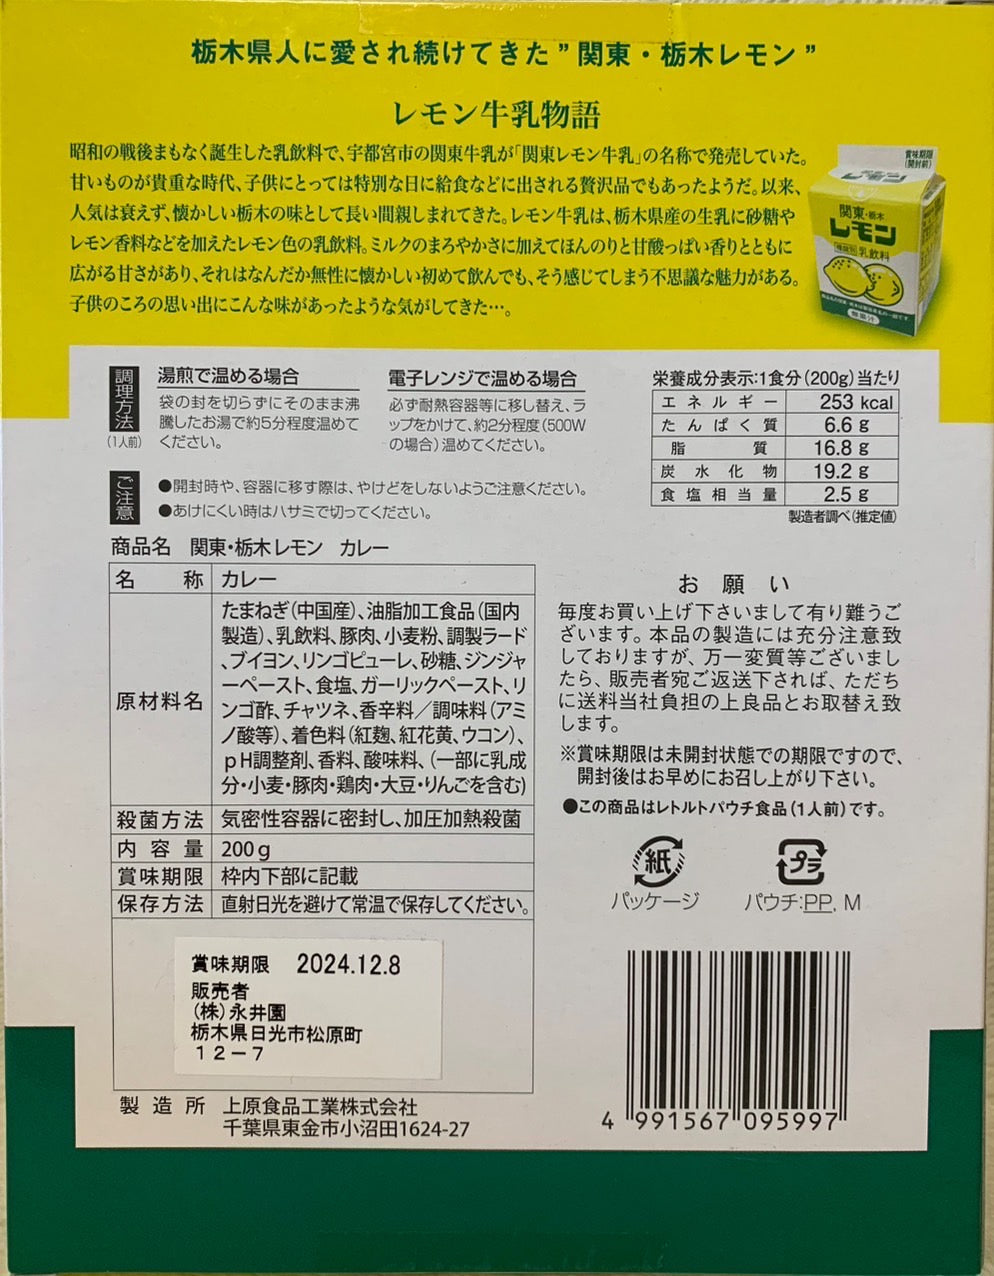 栃木県人に愛され続けてきた”関東・栃木レモン”
レモン牛乳物語
昭和の戦後まもなく誕生した乳飲料で、宇都宮市の関東牛乳が「関東レモン牛乳」の名称で発売していた。
甘いものが貴重な時代、子供にとっては特別な日に給食などに出される贅沢品でもあったようだ。以来、
人気は衰えず、懐かしい栃木の味として長い間親しまれてきた。レモン牛乳は、栃木県産の生乳に砂糖や
レモン香料などを加えたレモン色の乳飲料。ミルクのまろやかさに加えてほんのりと甘酸っぱい香りとともに
広がる甘さがあり、それはなんだか無性に懐かしい初めて飲んでも、そう感じてしまう不思議な魅力がある。
子供のころの思い出にこんな味があったような気がしてきた…。
賞味期限
(開封前)
関東・栃木
レモン
種類別 乳飲料
無果汁
調理方法
(1人前)
湯煎で温める場合
袋の封を切らずにそのまま沸
騰したお湯で約5分程度温めて
ください。
電子レンジで温める場合
必ず耐熱容器等に移し替え、ラ
ップをかけて、約2分程度(500W
の場合)温めてください。
ご注意
●開封時や、容器に移す際は、やけどをしないようご注意ください。
●あけにくい時はハサミで切ってください。
栄養成分表示:1食分(200g)当たり
エネルギー 253 kcal
たんぱく質 6.6 g
脂質 16.8 g
炭水化物 19.2 g
食塩相当量 2.5 g
製造者調べ(推定値)
商品名 関東・栃木レモン カレー
名称 カレー
原材料名
たまねぎ(中国産)、油脂加工食品(国内
製造)、乳飲料、豚肉、小麦粉、調製ラード
、ブイヨン、リンゴピューレ、砂糖、ジンジャ
ーペースト、食塩、ガーリックペースト、リ
ンゴ酢、チャツネ、香辛料／調味料(アミ
ノ酸等)、着色料(紅麹、紅花黄、ウコン)、
pH調整剤、香料、酸味料、(一部に乳成
分・小麦・豚肉・鶏肉・大豆・りんごを含む)
殺菌方法 気密性容器に密封し、加圧加熱殺菌
内容量 200g
賞味期限 枠内下部に記載
保存方法 直射日光を避けて常温で保存してください。
賞味期限 2024.12.8
販売者
(株)永井園
栃木県日光市松原町
12－7
製造所 上原食品工業株式会社
千葉県東金市小沼田1624-27
お願い
毎度お買い上げ下さいまして有り難うご
ざいます。本品の製造には充分注意致
しておりますが、万一変質等ございまし
たら、販売者宛ご返送下されば、ただち
に送料当社負担の上良品とお取替え致
します。
※賞味期限は未開封状態での期限ですので、
開封後はお早めにお召し上がり下さい。
●この商品はレトルトパウチ食品(1人前)です。
紙
パッケージ
プラ
パウチ:PP, M
4 991567 095997